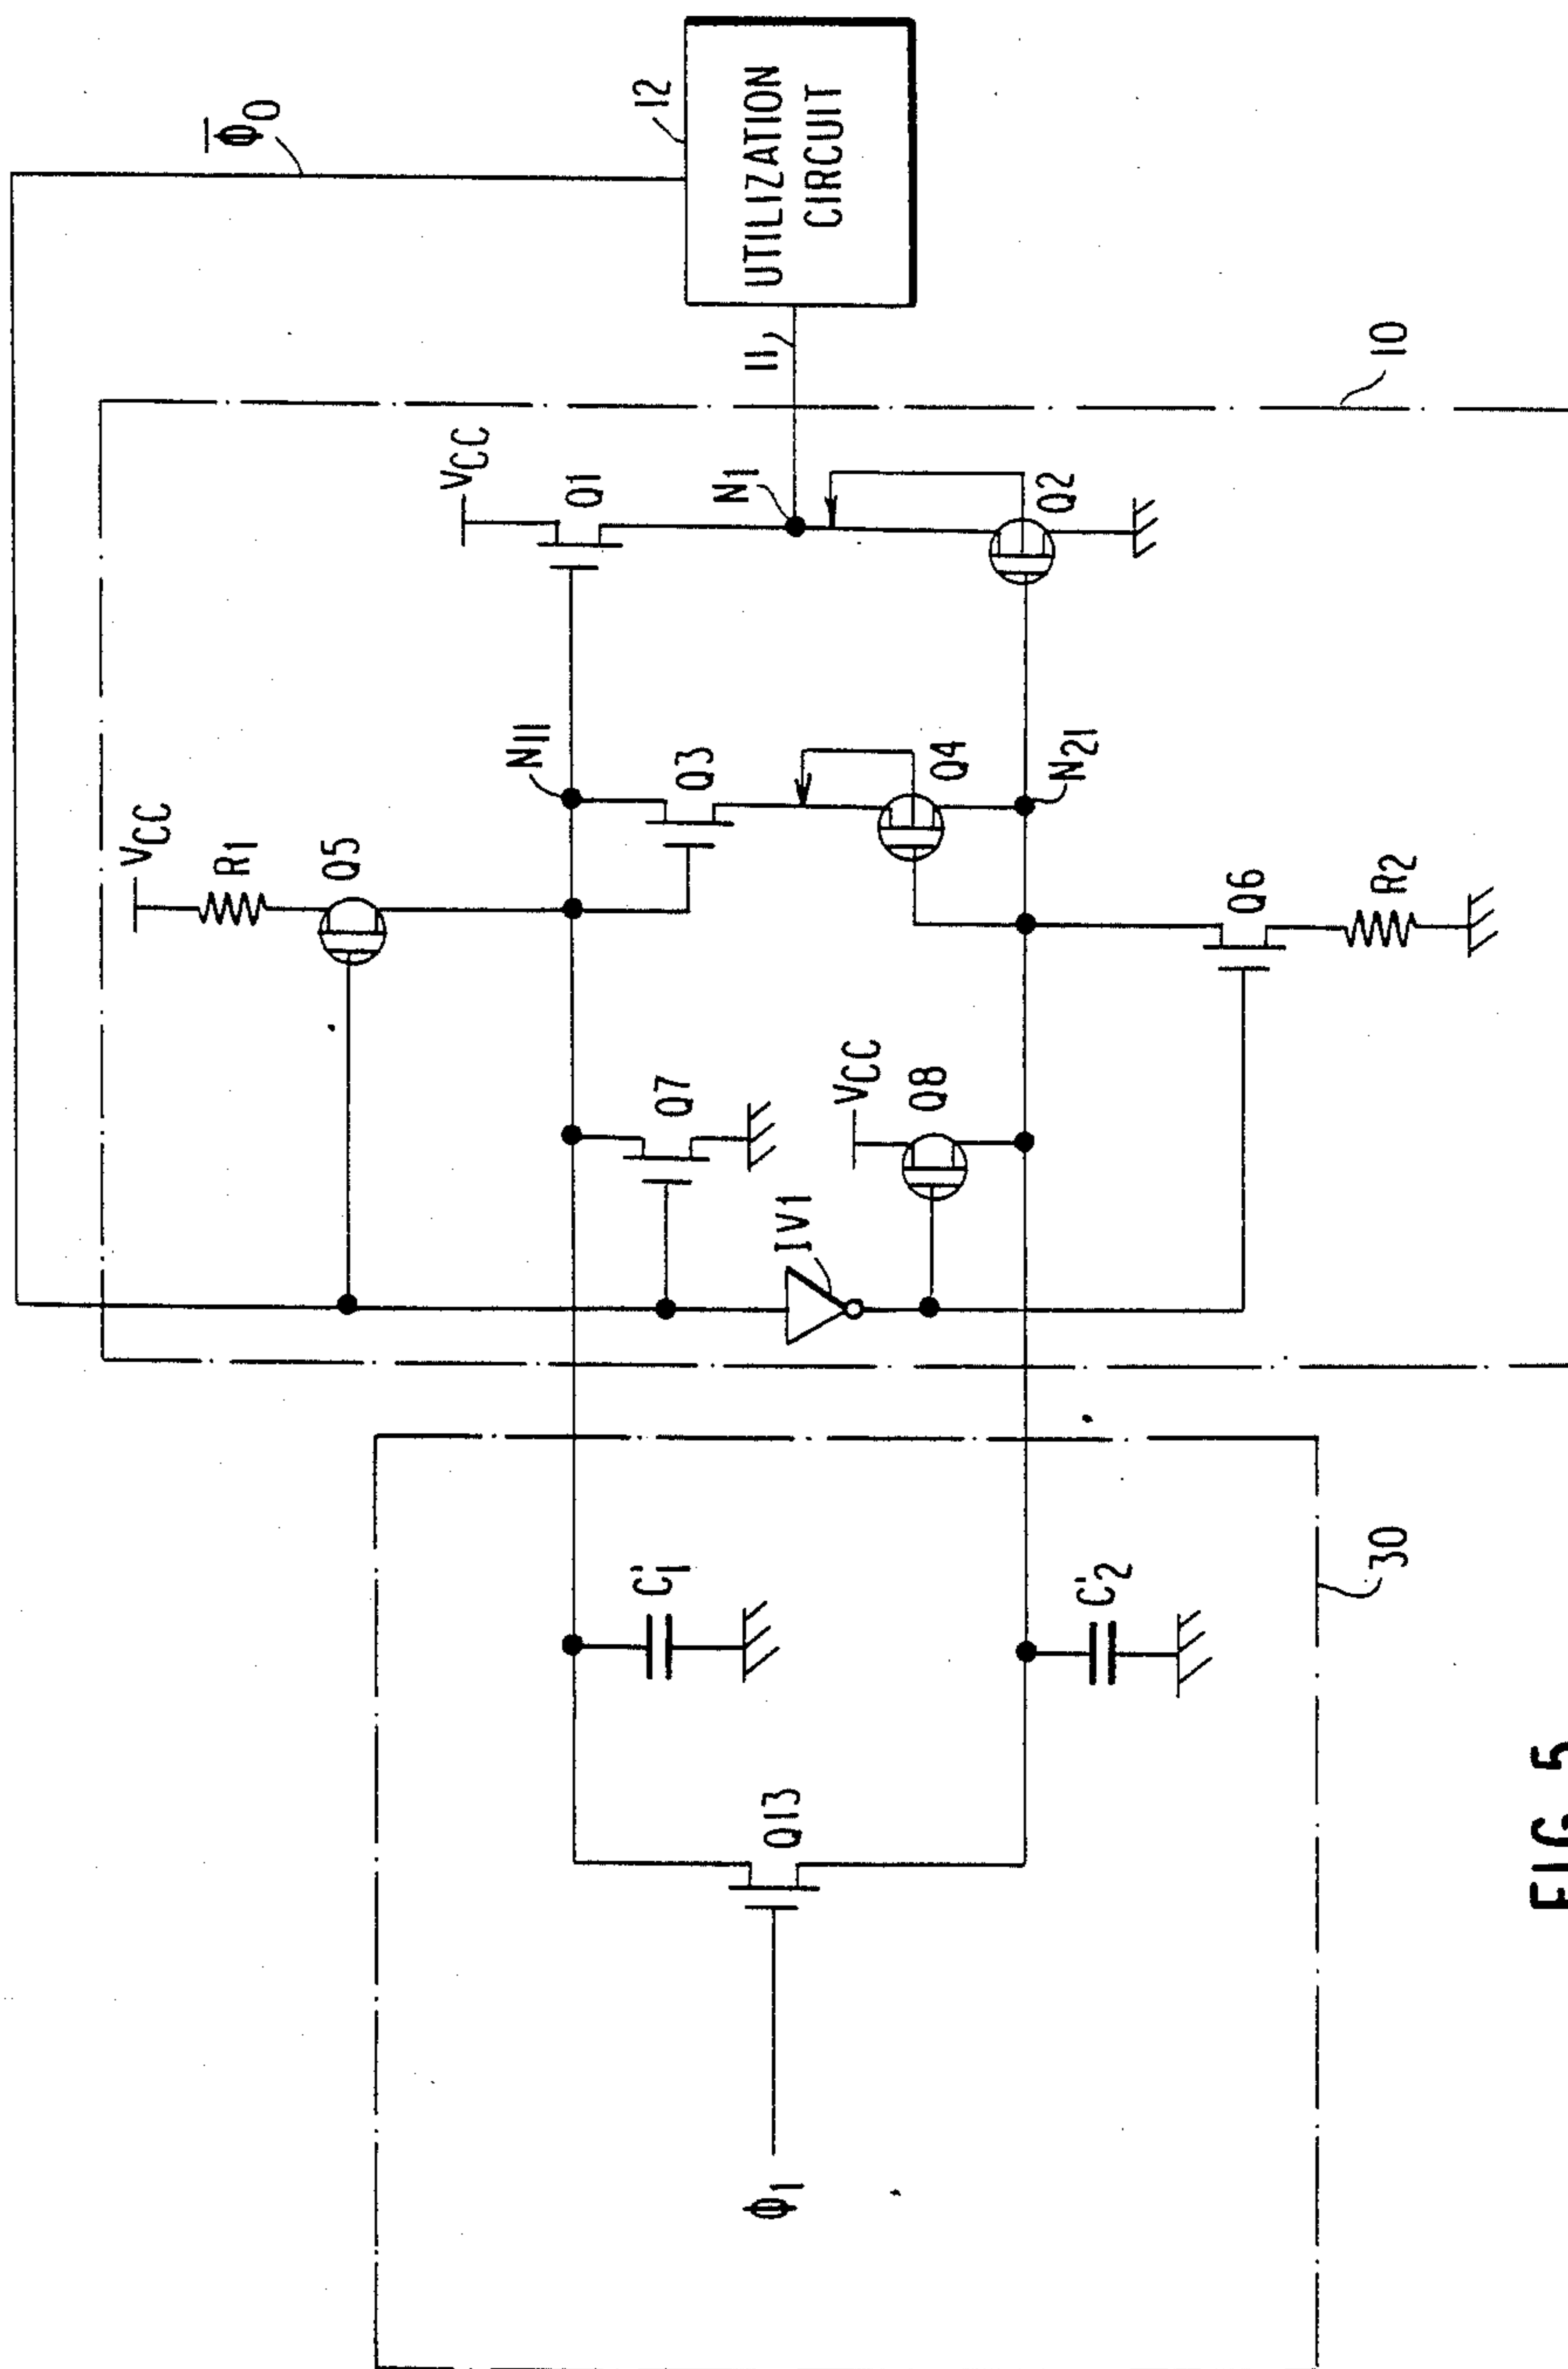 Φ̅0
12
UTILIZATION
CIRCUIT
11
10
VCC
Q1
N1
Q2
N11
Q3
Q4
N21
VCC
R1
Q5
Q6
R2
Q7
VCC
Q8
IV1
C'1
C'2
30
Q13
Φ1
FIG. 5